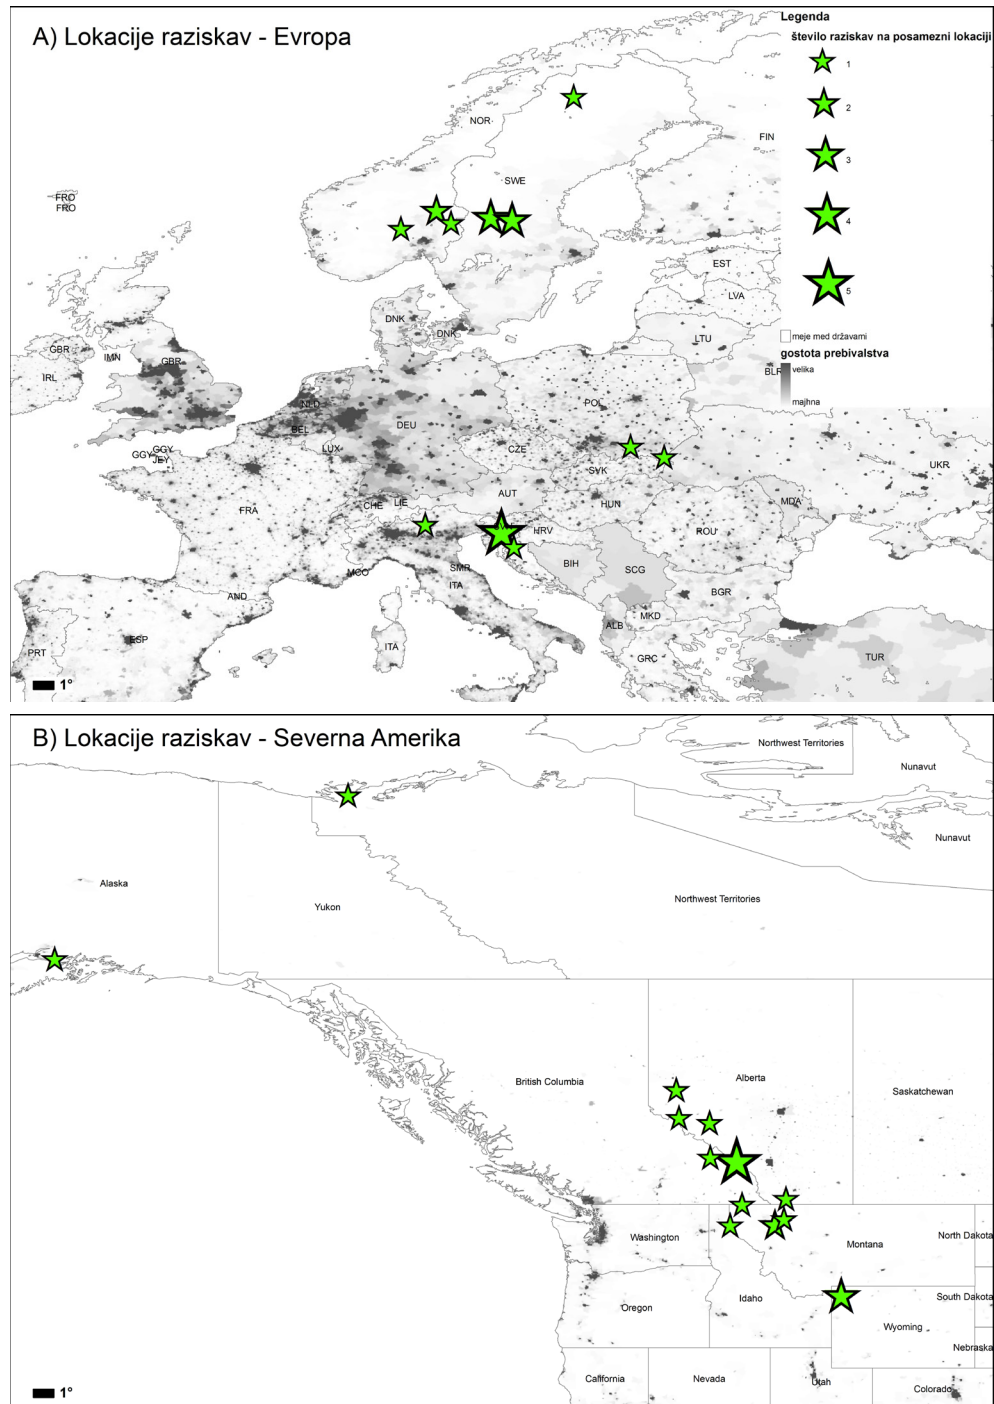 A) Lokacije raziskav - Evropa
Legenda
število raziskav na posamezni lokaciji
1
2
3
4
5
meje med državami
gostota prebivalstva
velika
majhna
NOR
FIN
SWE
FRO
FRO
EST
LVA
DNK
DNK
LTU
GBR
IMN
GBR
IRL
BLR
NLD
POL
BEL
DEU
GGY
GGY
JEY
LUX
CZE
UKR
SVK
AUT
CHE
LIE
HUN
MDA
FRA
HRV
ROU
BIH
SCG
MCO
SMR
ITA
BGR
AND
MKD
ALB
ESP
ITA
PRT
GRC
TUR
1°
B) Lokacije raziskav - Severna Amerika
Northwest Territories
Nunavut
Nunavut
Alaska
Yukon
Northwest Territories
British Columbia
Alberta
Saskatchewan
Washington
Montana
North Dakota
Oregon
Idaho
South Dakota
Wyoming
Nebraska
California
Nevada
Utah
Colorado
1°